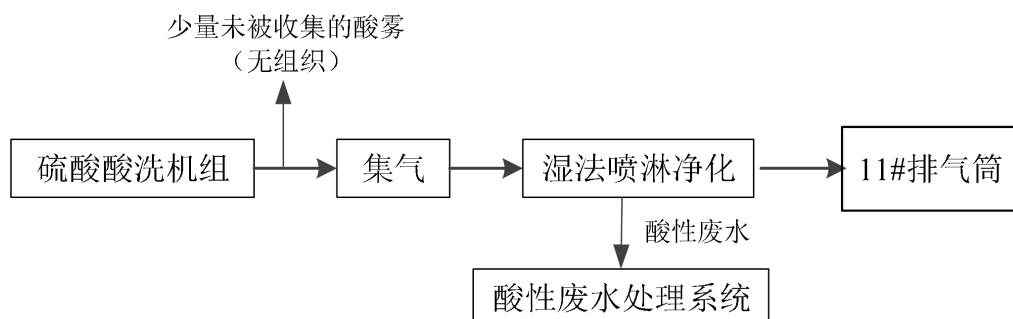 少量未被收集的酸雾
（无组织）
硫酸酸洗机组
集气
湿法喷淋净化
11#排气筒
酸性废水
酸性废水处理系统